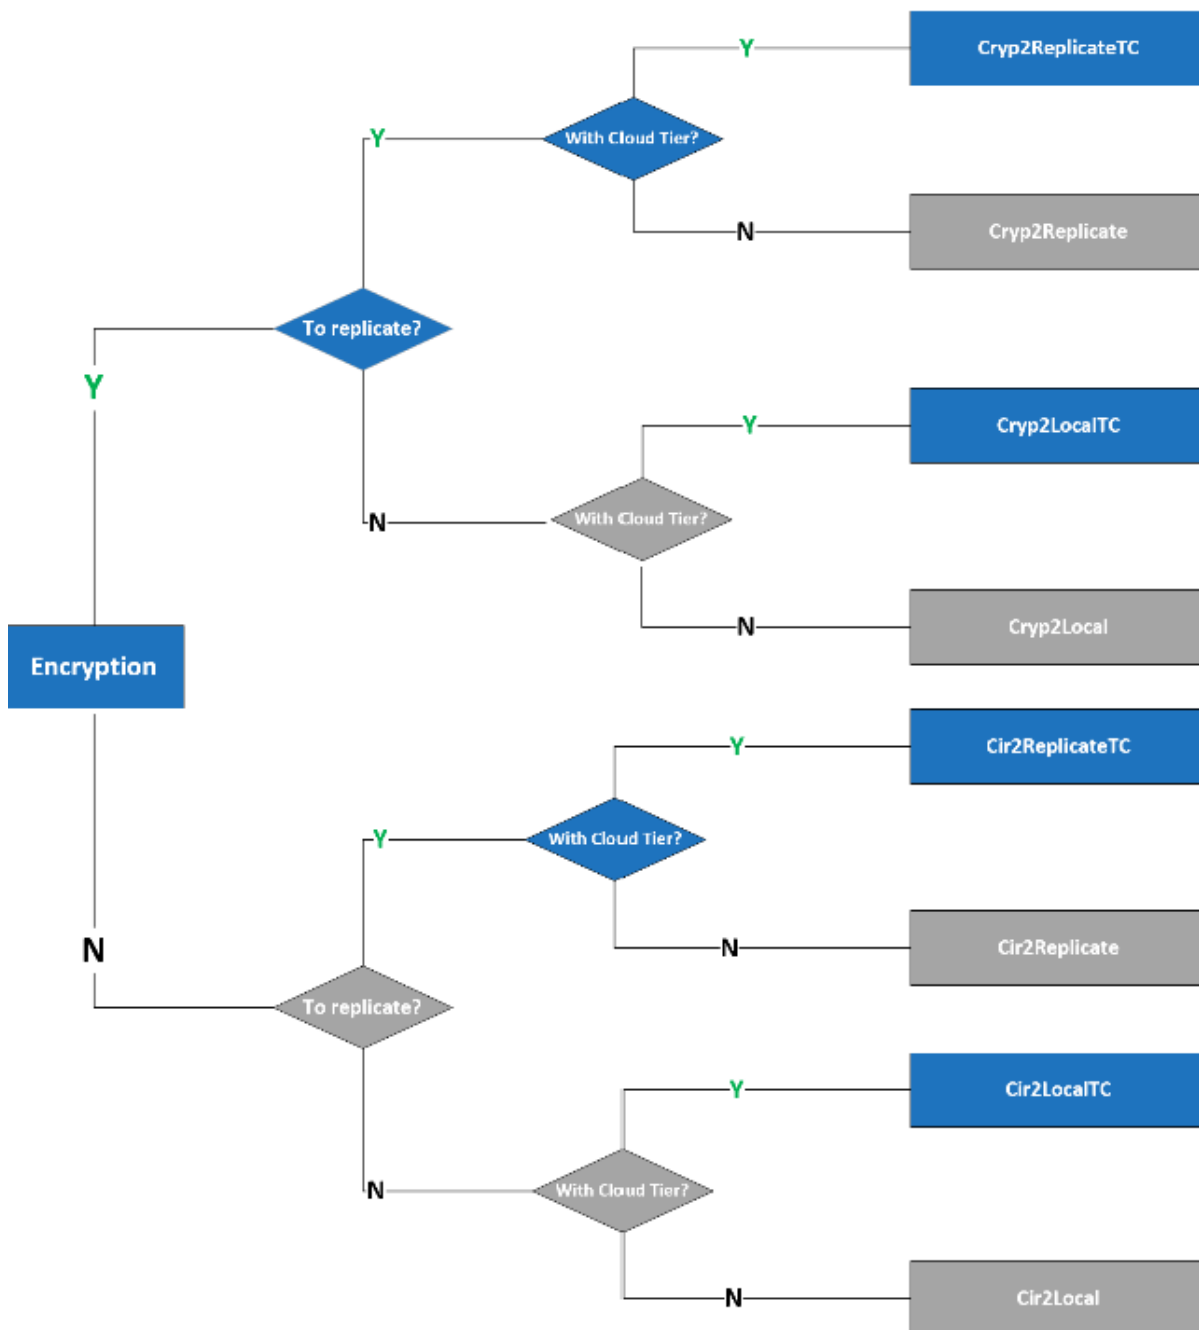 Y
Cryp2ReplicateTC
With Cloud Tier?
Y
N
Cryp2Replicate
To replicate?
Y
Y
Cryp2LocalTC
With Cloud Tier?
N
N
Cryp2Local
Encryption
Y
Cir2ReplicateTC
With Cloud Tier?
Y
N
N
Cir2Replicate
To replicate?
Y
Cir2LocalTC
With Cloud Tier?
N
N
Cir2Local